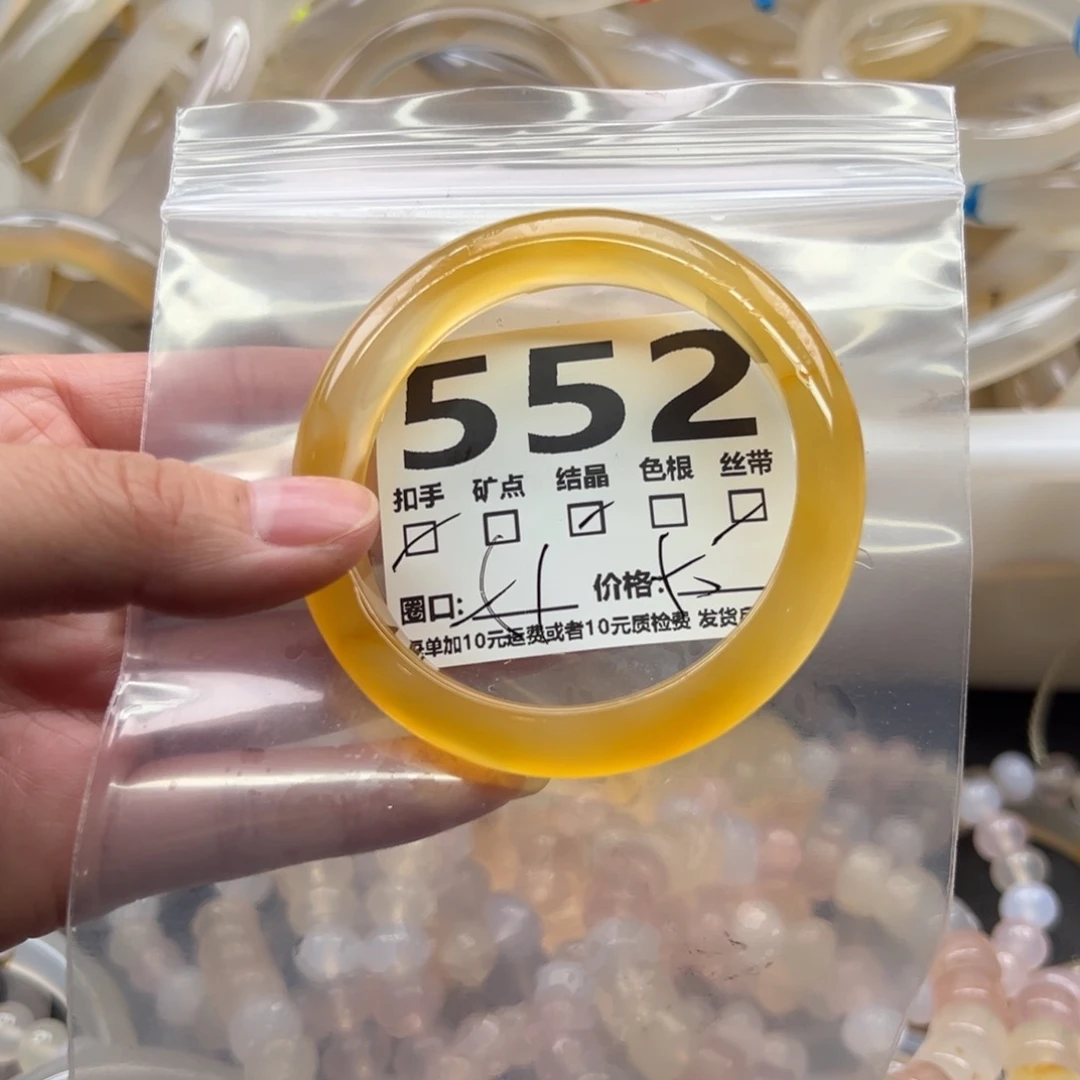 552
扣手 矿点 结晶 色根 丝带
圈口: 价格:
单加10元运费或者10元质检费 发货